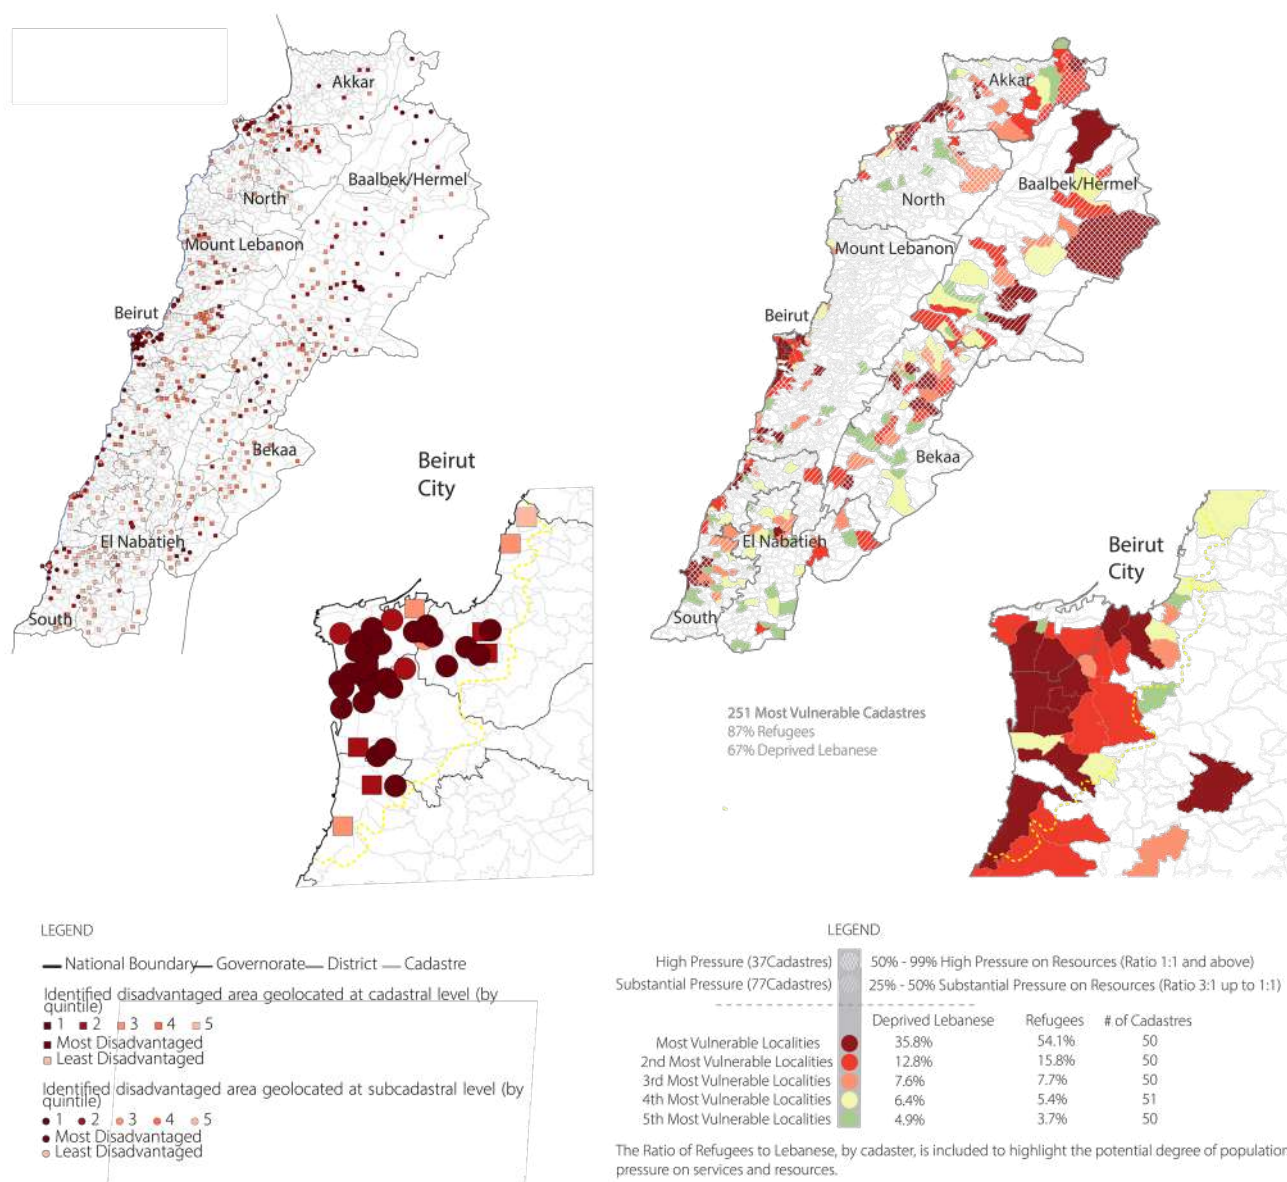 Akkar
Baalbek/Hermel
North
Mount Lebanon
Beirut
Bekaa
El Nabatieh
South
Beirut
City
Akkar
Baalbek/Hermel
North
Mount Lebanon
Beirut
Bekaa
El Nabatieh
South
Beirut
City
251 Most Vulnerable Cadastres
87% Refugees
67% Deprived Lebanese
LEGEND
National Boundary Governorate District Cadastre
Identified disadvantaged area geolocated at cadastral level (by
quintile)
1 2 3 4 5
Most Disadvantaged
Least Disadvantaged
Identified disadvantaged area geolocated at subcadastral level (by
quintile)
1 2 3 4 5
Most Disadvantaged
Least Disadvantaged
LEGEND
High Pressure (37Cadastres) 50% - 99% High Pressure on Resources (Ratio 1:1 and above)
Substantial Pressure (77Cadastres) 25% - 50% Substantial Pressure on Resources (Ratio 3:1 up to 1:1)
Deprived Lebanese Refugees # of Cadastres
Most Vulnerable Localities 35.8% 54.1% 50
2nd Most Vulnerable Localities 12.8% 15.8% 50
3rd Most Vulnerable Localities 7.6% 7.7% 50
4th Most Vulnerable Localities 6.4% 5.4% 51
5th Most Vulnerable Localities 4.9% 3.7% 50
The Ratio of Refugees to Lebanese, by cadaster, is included to highlight the potential degree of population
pressure on services and resources.